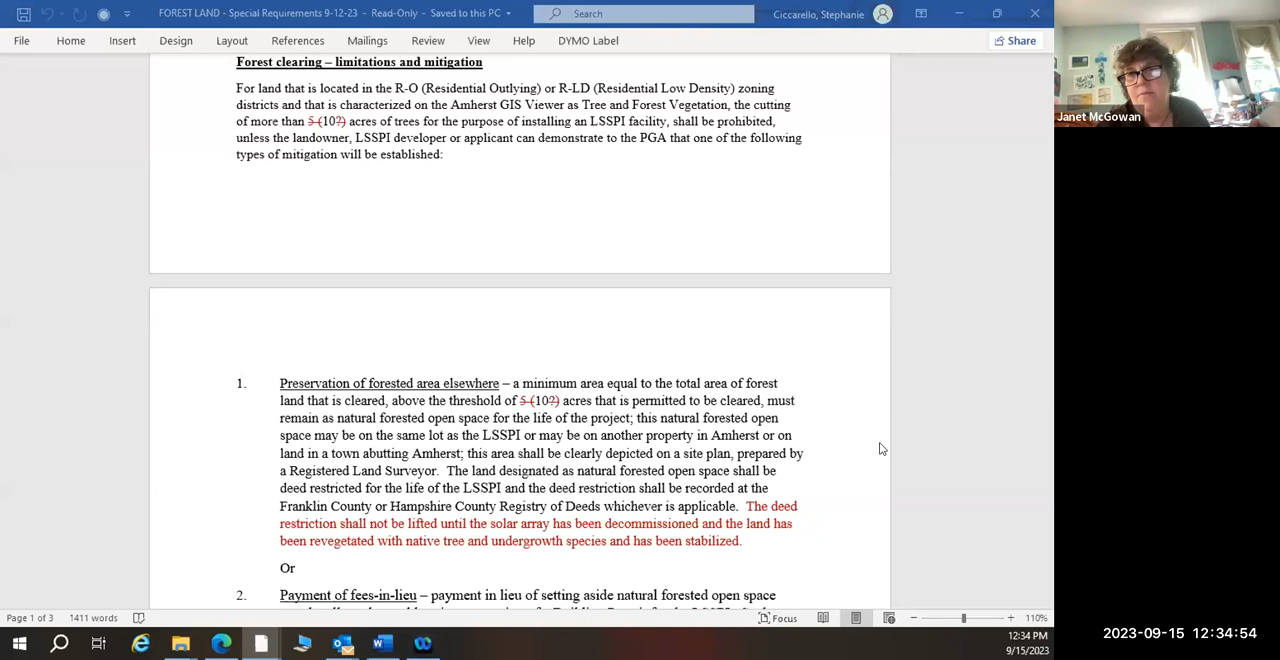 FOREST LAND - Special Requirements 9-12-23 - Read-Only - Saved to this PC
Search
Ciccarello, Stephanie
File Home Insert Design Layout References Mailings Review View Help DYMO Label
Share
Forest clearing – limitations and mitigation
For land that is located in the R-O (Residential Outlying) or R-LD (Residential Low Density) zoning
districts and that is characterized on the Amherst GIS Viewer as Tree and Forest Vegetation, the cutting
of more than 5 (10?) acres of trees for the purpose of installing an LSSPI facility, shall be prohibited,
unless the landowner, LSSPI developer or applicant can demonstrate to the PGA that one of the following
types of mitigation will be established:
1. Preservation of forested area elsewhere – a minimum area equal to the total area of forest
land that is cleared, above the threshold of 5 (10?) acres that is permitted to be cleared, must
remain as natural forested open space for the life of the project; this natural forested open
space may be on the same lot as the LSSPI or may be on another property in Amherst or on
land in a town abutting Amherst; this area shall be clearly depicted on a site plan, prepared by
a Registered Land Surveyor. The land designated as natural forested open space shall be
deed restricted for the life of the LSSPI and the deed restriction shall be recorded at the
Franklin County or Hampshire County Registry of Deeds whichever is applicable. The deed
restriction shall not be lifted until the solar array has been decommissioned and the land has
been revegetated with native tree and undergrowth species and has been stabilized.
Or
2. Payment of fees-in-lieu – payment in lieu of setting aside natural forested open space
Page 1 of 3 1411 words
Focus
110%
12:34 PM
9/15/2023
Janet McGowan
2023-09-15 12:34:54